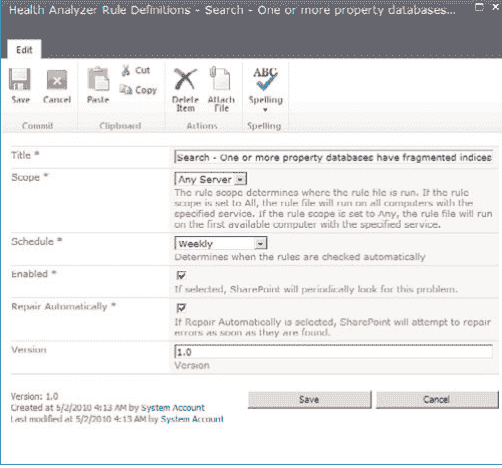 Health Analyzer Rule Definitions - Search - One or more property databases...
Edit
Save
Cancel
Paste
Cut
Copy
Delete Item
Attach File
ABC
Spelling
Commit
Clipboard
Actions
Spelling
Title *
Search - One or more property databases have fragmented indices
Scope *
Any Server
The rule scope determines where the rule file is run. If the rule
scope is set to All, the rule file will run on all computers with the
specified service. If the rule scope is set to Any, the rule file will run
on the first available computer with the specified service.
Schedule *
Weekly
Determines when the rules are checked automatically
Enabled *
If selected, SharePoint will periodically look for this problem.
Repair Automatically *
If Repair Automatically is selected, SharePoint will attempt to repair
errors as soon as they are found.
Version
1.0
Version
Version: 1.0
Created at 5/2/2010 4:13 AM by System Account
Last modified at 5/2/2010 4:13 AM by System Account
Save
Cancel